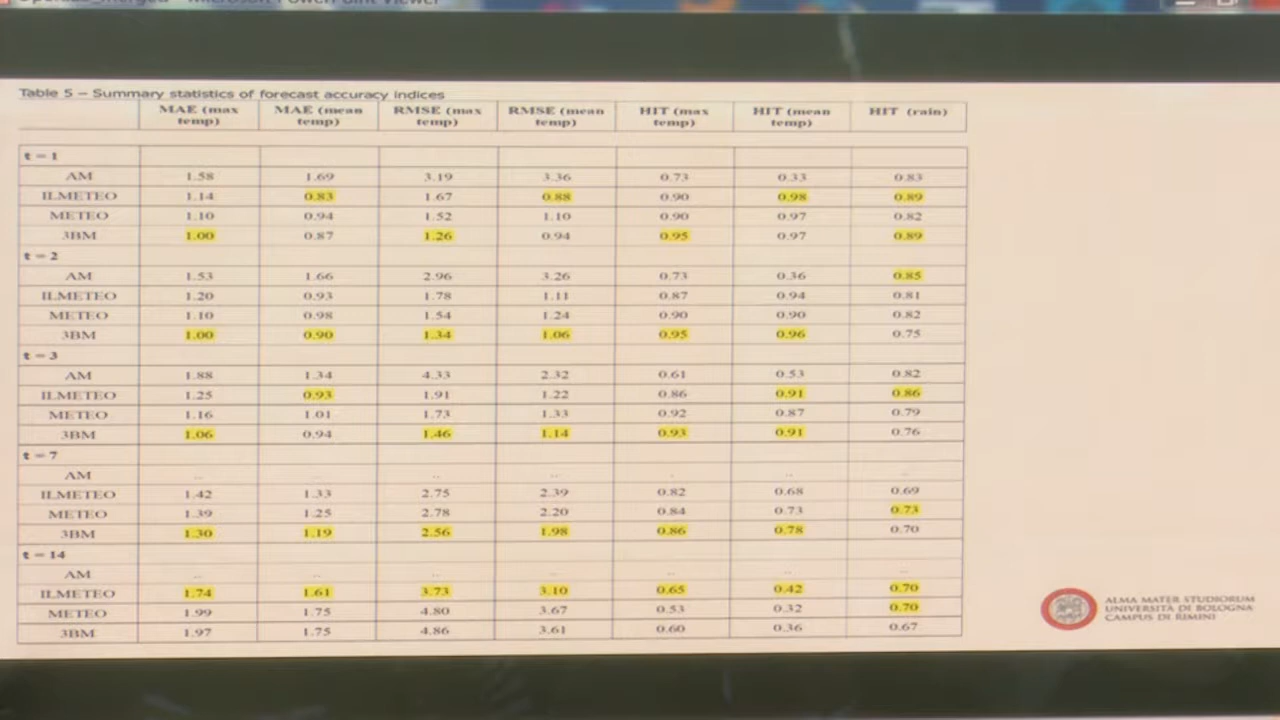 Table 5 – Summary statistics of forecast accuracy indices
MAE (max temp) MAE (mean temp) RMSE (max temp) RMSE (mean temp) HIT (max temp) HIT (mean temp) HIT (rain)
t = 1
AM 1.58 1.69 3.19 3.36 0.73 0.33 0.83
ILMETEO 1.14 0.83 1.67 0.88 0.90 0.98 0.89
METEO 1.10 0.94 1.52 1.10 0.90 0.97 0.82
3BM 1.00 0.87 1.26 0.94 0.95 0.97 0.89
t = 2
AM 1.53 1.66 2.96 3.26 0.73 0.36 0.85
ILMETEO 1.20 0.93 1.78 1.11 0.87 0.94 0.81
METEO 1.10 0.98 1.54 1.24 0.90 0.90 0.82
3BM 1.00 0.90 1.34 1.06 0.95 0.96 0.75
t = 3
AM 1.88 1.34 4.33 2.32 0.61 0.53 0.82
ILMETEO 1.25 0.93 1.91 1.22 0.86 0.91 0.86
METEO 1.16 1.01 1.73 1.33 0.92 0.87 0.79
3BM 1.06 0.94 1.46 1.14 0.93 0.91 0.76
t = 7
AM .. .. .. .. .. .. ..
ILMETEO 1.42 1.33 2.75 2.39 0.82 0.68 0.69
METEO 1.39 1.25 2.78 2.20 0.84 0.73 0.73
3BM 1.30 1.19 2.56 1.98 0.86 0.78 0.70
t = 14
AM .. .. .. .. .. .. ..
ILMETEO 1.74 1.61 3.73 3.10 0.65 0.42 0.70
METEO 1.99 1.75 4.80 3.67 0.53 0.32 0.70
3BM 1.97 1.75 4.86 3.61 0.60 0.36 0.67
ALMA MATER STUDIORUM
UNIVERSITÀ DI BOLOGNA
CAMPUS DI RIMINI